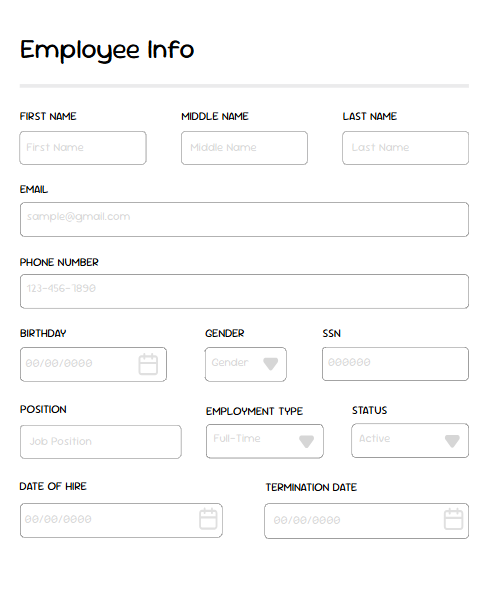 Employee Info
FIRST NAME MIDDLE NAME LAST NAME
First Name Middle Name Last Name
EMAIL
sample@gmail.com
PHONE NUMBER
123-456-7890
BIRTHDAY GENDER SSN
00/00/0000 Gender 000000
POSITION EMPLOYMENT TYPE STATUS
Job Position Full-Time Active
DATE OF HIRE TERMINATION DATE
00/00/0000 00/00/0000